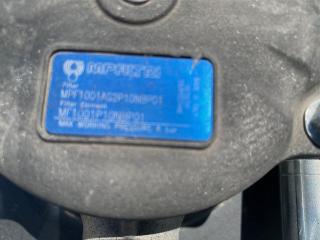 MPFILTRI
Filter
MPF1001AG2P10NBP01
Filter Element
MF1001P10NBP01
MAX WORKING PRESSURE 8 bar